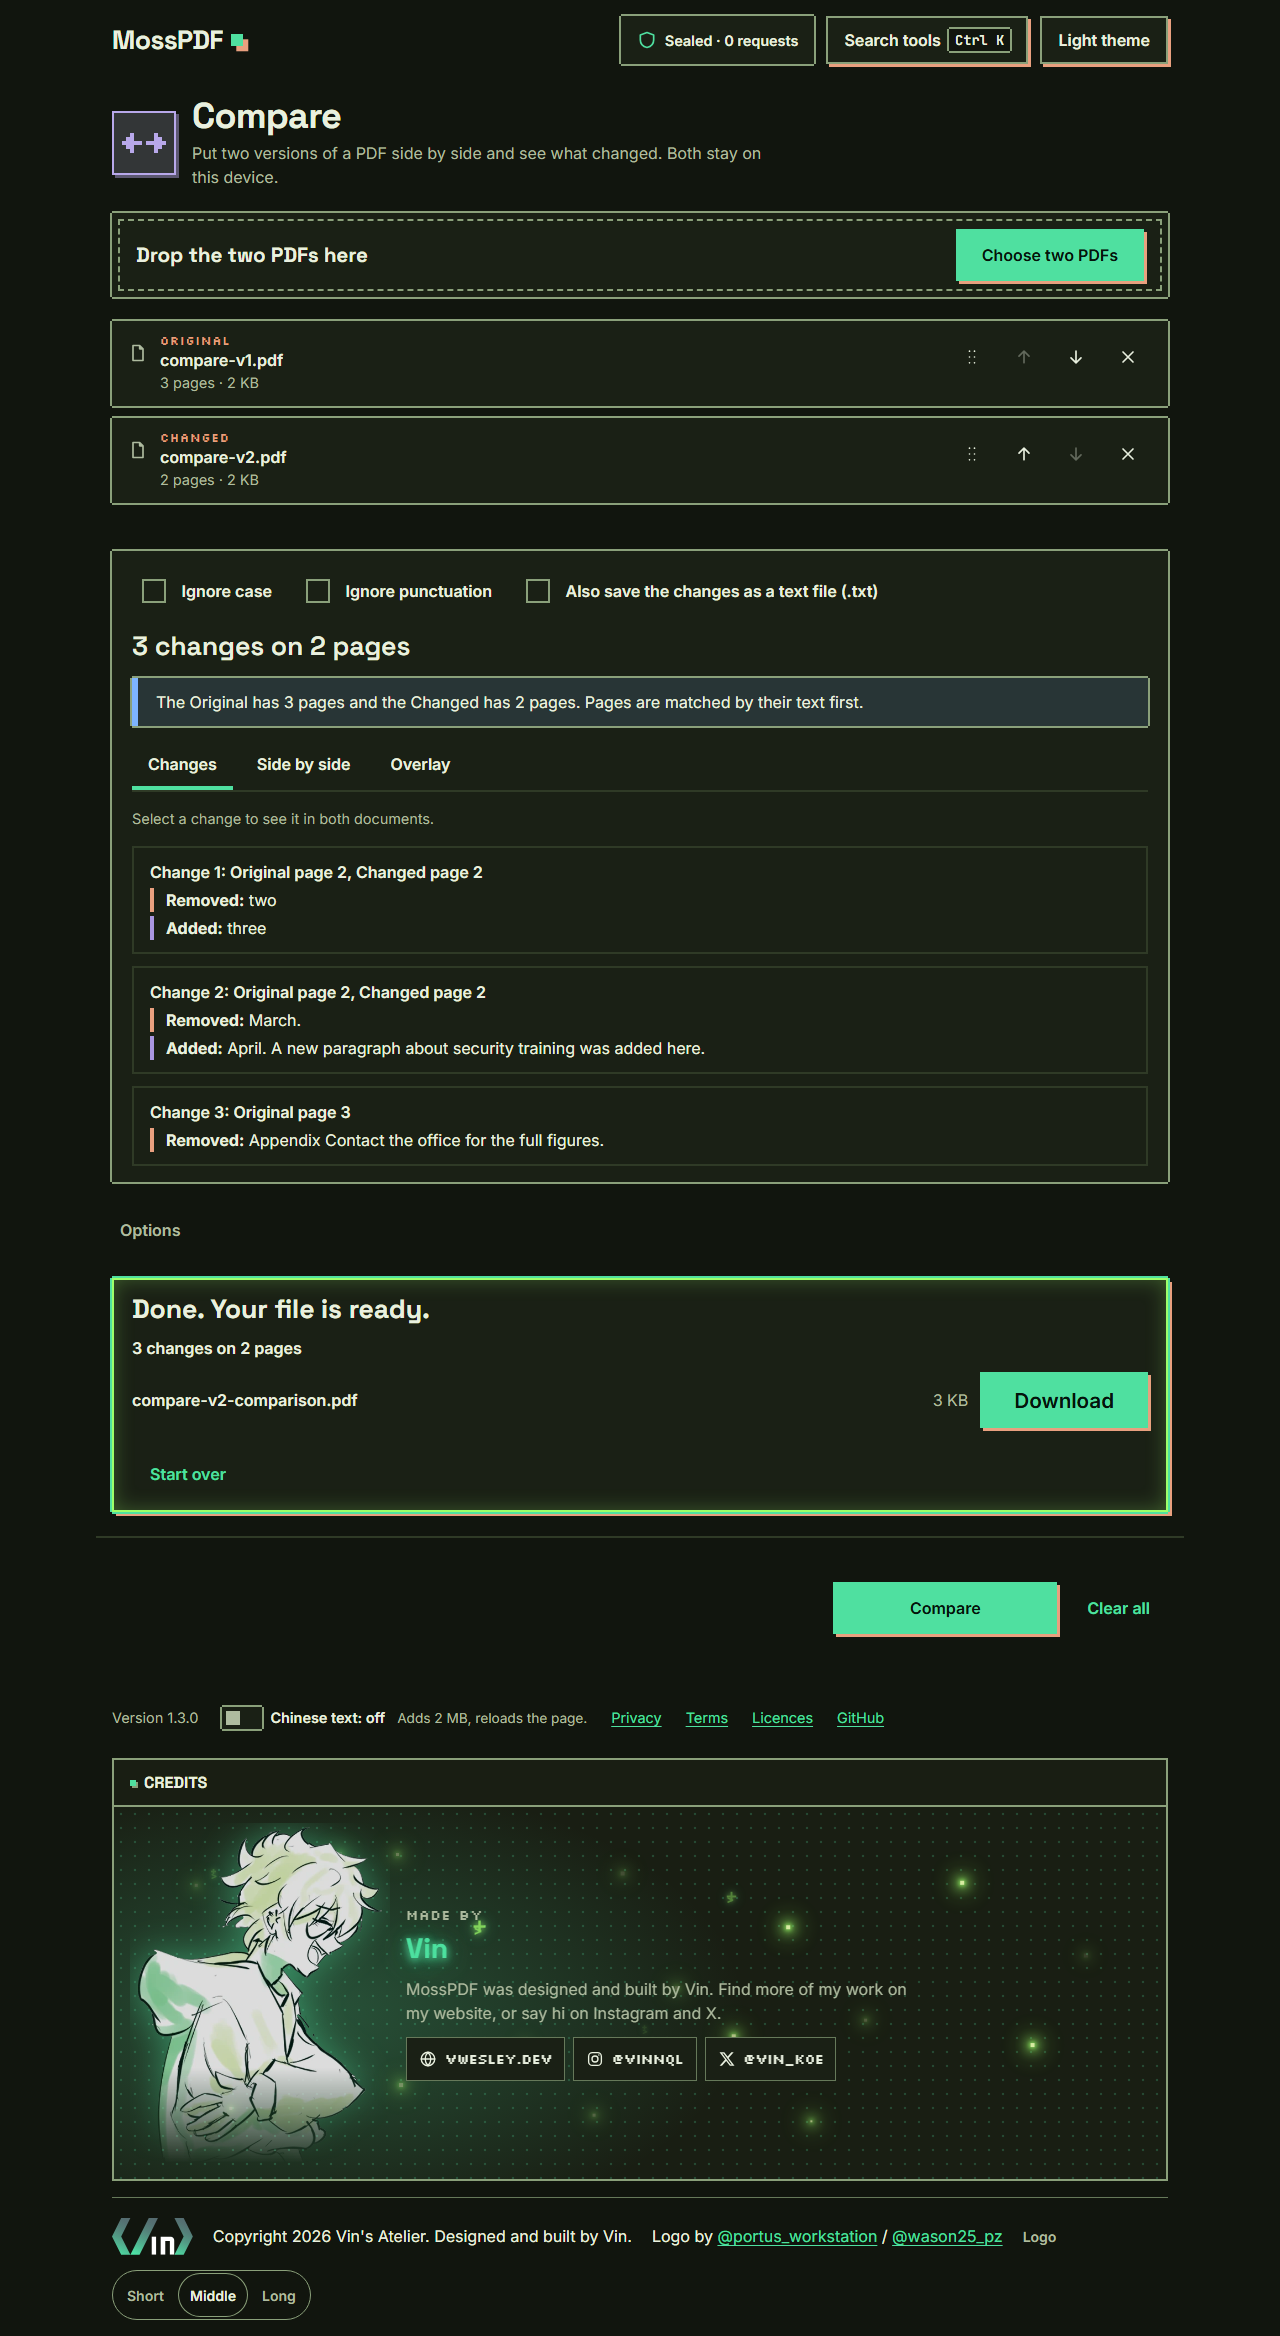 MossPDF
Sealed · 0 requests
Search tools Ctrl K
Light theme
Compare
Put two versions of a PDF side by side and see what changed. Both stay on
this device.
Drop the two PDFs here
Choose two PDFs
ORIGINAL
compare-v1.pdf
3 pages · 2 KB
CHANGED
compare-v2.pdf
2 pages · 2 KB
Ignore case
Ignore punctuation
Also save the changes as a text file (.txt)
3 changes on 2 pages
The Original has 3 pages and the Changed has 2 pages. Pages are matched by their text first.
Changes
Side by side
Overlay
Select a change to see it in both documents.
Change 1: Original page 2, Changed page 2
Removed: two
Added: three
Change 2: Original page 2, Changed page 2
Removed: March.
Added: April. A new paragraph about security training was added here.
Change 3: Original page 3
Removed: Appendix Contact the office for the full figures.
Options
Done. Your file is ready.
3 changes on 2 pages
compare-v2-comparison.pdf
3 KB
Download
Start over
Compare
Clear all
Version 1.3.0
Chinese text: off
Adds 2 MB, reloads the page.
Privacy
Terms
Licences
GitHub
CREDITS
MADE BY
Vin
MossPDF was designed and built by Vin. Find more of my work on
my website, or say hi on Instagram and X.
VWESLEY.DEV
@VINNQL
@VIN_KOE
Vin
Copyright 2026 Vin's Atelier. Designed and built by Vin.
Logo by @portus_workstation / @wason25_pz
Logo
Short
Middle
Long